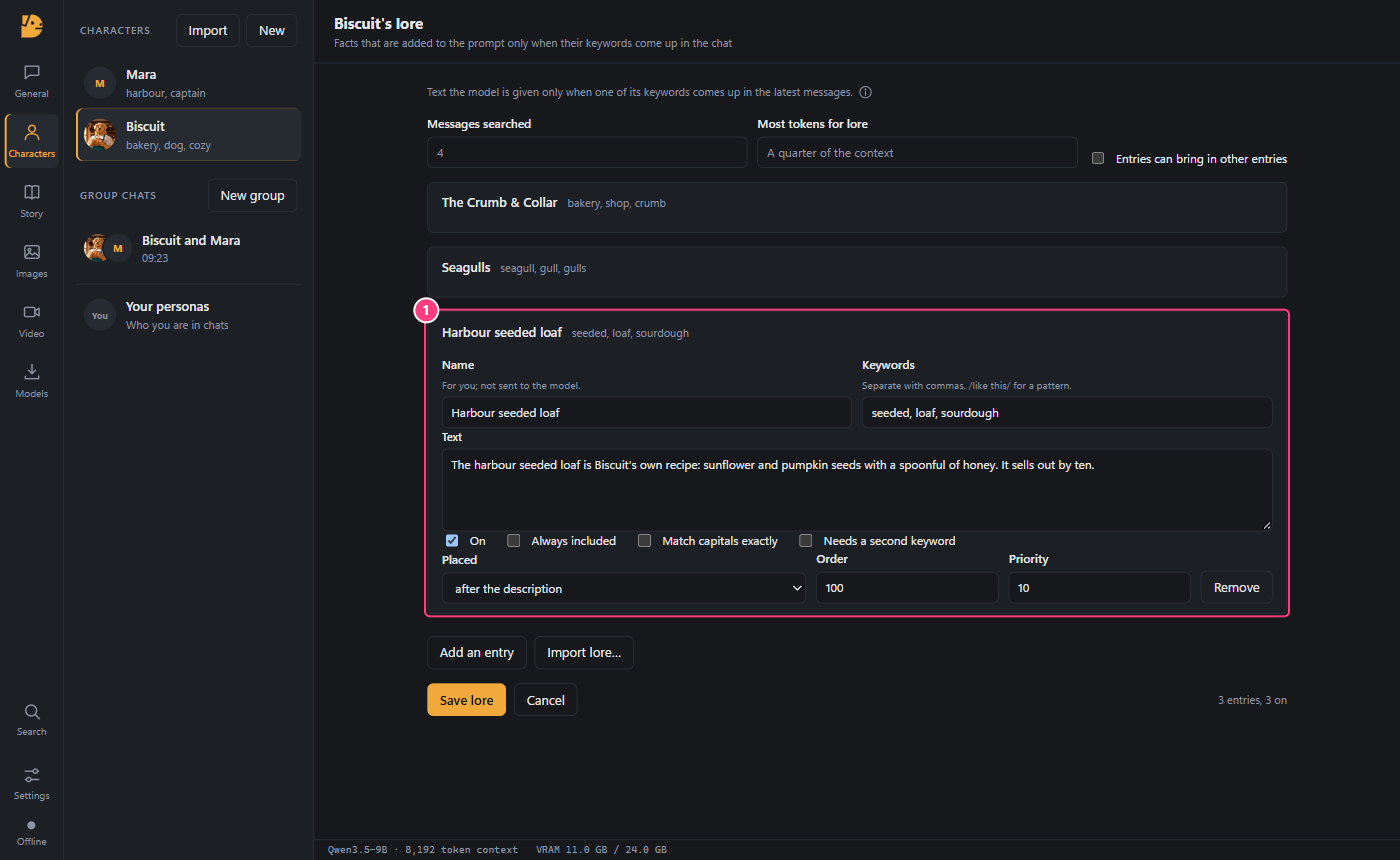 General
Characters
Story
Images
Video
Models
Search
Settings
Offline
CHARACTERS
Import
New
M
Mara
harbour, captain
Biscuit
bakery, dog, cozy
GROUP CHATS
New group
M
Biscuit and Mara
09:23
You
Your personas
Who you are in chats
Biscuit's lore
Facts that are added to the prompt only when their keywords come up in the chat
Text the model is given only when one of its keywords comes up in the latest messages.
Messages searched
4
Most tokens for lore
A quarter of the context
Entries can bring in other entries
The Crumb & Collar bakery, shop, crumb
Seagulls seagull, gull, gulls
1
Harbour seeded loaf seeded, loaf, sourdough
Name
For you; not sent to the model.
Harbour seeded loaf
Keywords
Separate with commas. /like this/ for a pattern.
seeded, loaf, sourdough
Text
The harbour seeded loaf is Biscuit's own recipe: sunflower and pumpkin seeds with a spoonful of honey. It sells out by ten.
On Always included Match capitals exactly Needs a second keyword
Placed
after the description
Order
100
Priority
10
Remove
Add an entry
Import lore...
Save lore
Cancel
3 entries, 3 on
Qwen3.5-9B · 8,192 token context VRAM 11.0 GB / 24.0 GB